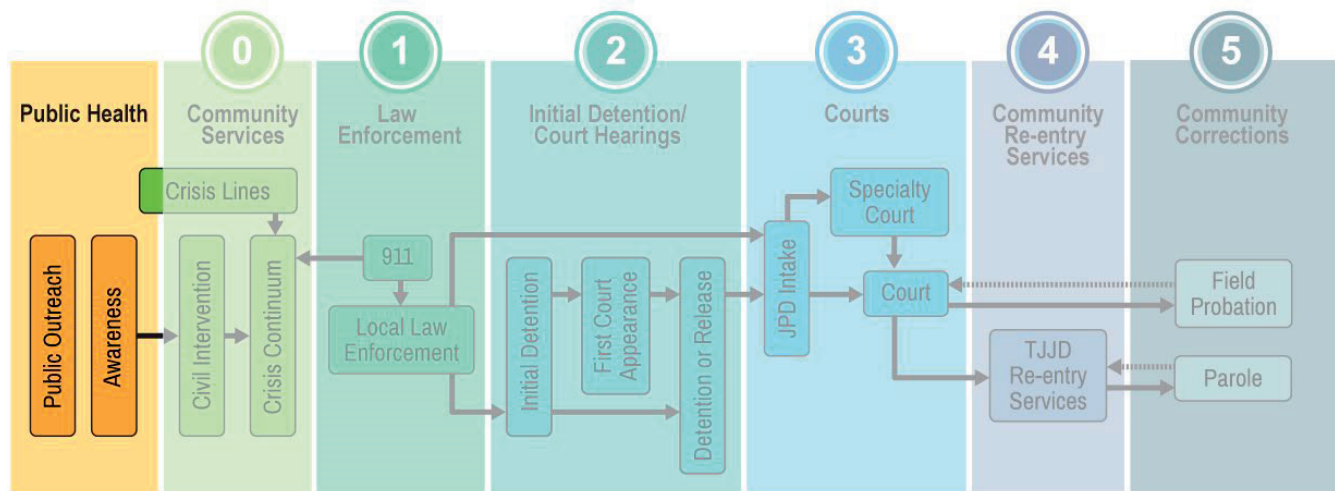 0
1
2
3
4
5
Public Health
Community
Services
Law
Enforcement
Initial Detention/
Court Hearings
Courts
Community
Re-entry
Services
Community
Corrections
Crisis Lines
Public Outreach
Awareness
Civil Intervention
Crisis Continuum
911
Local Law
Enforcement
Initial Detention
First Court
Appearance
Detention or Release
JPD Intake
Specialty
Court
Court
TJJD
Re-entry
Services
Field
Probation
Parole